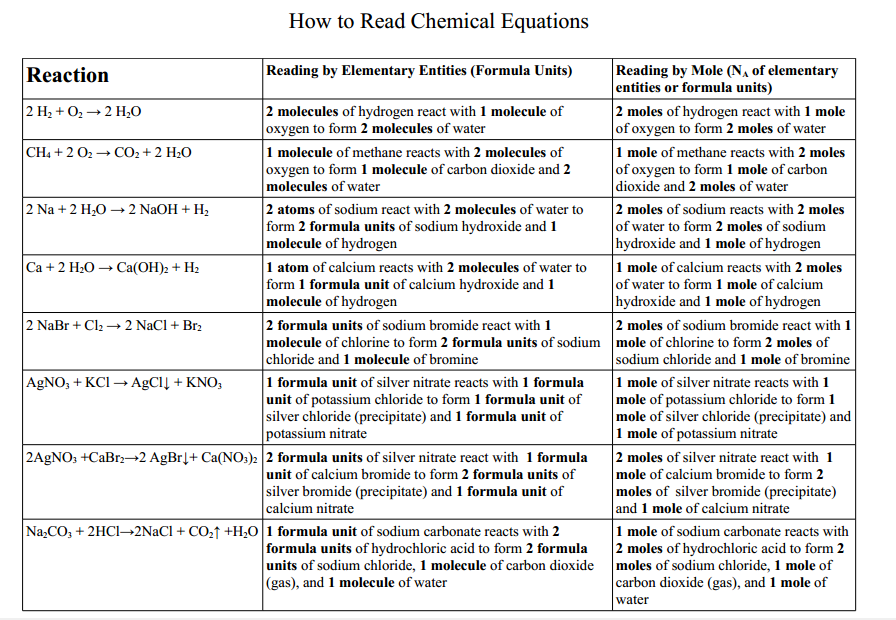 How to Read Chemical Equations
Reaction
Reading by Elementary Entities (Formula Units)
Reading by Mole (N_A of elementary
entities or formula units)
2 H₂ + O₂ → 2 H₂O
2 molecules of hydrogen react with 1 molecule of
oxygen to form 2 molecules of water
2 moles of hydrogen react with 1 mole
of oxygen to form 2 moles of water
CH₄ + 2 O₂ → CO₂ + 2 H₂O
1 molecule of methane reacts with 2 molecules of
oxygen to form 1 molecule of carbon dioxide and 2
molecules of water
1 mole of methane reacts with 2 moles
of oxygen to form 1 mole of carbon
dioxide and 2 moles of water
2 Na + 2 H₂O → 2 NaOH + H₂
2 atoms of sodium react with 2 molecules of water to
form 2 formula units of sodium hydroxide and 1
molecule of hydrogen
2 moles of sodium reacts with 2 moles
of water to form 2 moles of sodium
hydroxide and 1 mole of hydrogen
Ca + 2 H₂O → Ca(OH)₂ + H₂
1 atom of calcium reacts with 2 molecules of water to
form 1 formula unit of calcium hydroxide and 1
molecule of hydrogen
1 mole of calcium reacts with 2 moles
of water to form 1 mole of calcium
hydroxide and 1 mole of hydrogen
2 NaBr + Cl₂ → 2 NaCl + Br₂
2 formula units of sodium bromide react with 1
molecule of chlorine to form 2 formula units of sodium
chloride and 1 molecule of bromine
2 moles of sodium bromide react with 1
mole of chlorine to form 2 moles of
sodium chloride and 1 mole of bromine
AgNO₃ + KCl → AgCl↓ + KNO₃
1 formula unit of silver nitrate reacts with 1 formula
unit of potassium chloride to form 1 formula unit of
silver chloride (precipitate) and 1 formula unit of
potassium nitrate
1 mole of silver nitrate reacts with 1
mole of potassium chloride to form 1
mole of silver chloride (precipitate) and
1 mole of potassium nitrate
2AgNO₃ +CaBr₂→2 AgBr↓+ Ca(NO₃)₂
2 formula units of silver nitrate react with 1 formula
unit of calcium bromide to form 2 formula units of
silver bromide (precipitate) and 1 formula unit of
calcium nitrate
2 moles of silver nitrate react with 1
mole of calcium bromide to form 2
moles of silver bromide (precipitate)
and 1 mole of calcium nitrate
Na₂CO₃ + 2HCl→2NaCl + CO₂↑ +H₂O
1 formula unit of sodium carbonate reacts with 2
formula units of hydrochloric acid to form 2 formula
units of sodium chloride, 1 molecule of carbon dioxide
(gas), and 1 molecule of water
1 mole of sodium carbonate reacts with
2 moles of hydrochloric acid to form 2
moles of sodium chloride, 1 mole of
carbon dioxide (gas), and 1 mole of
water